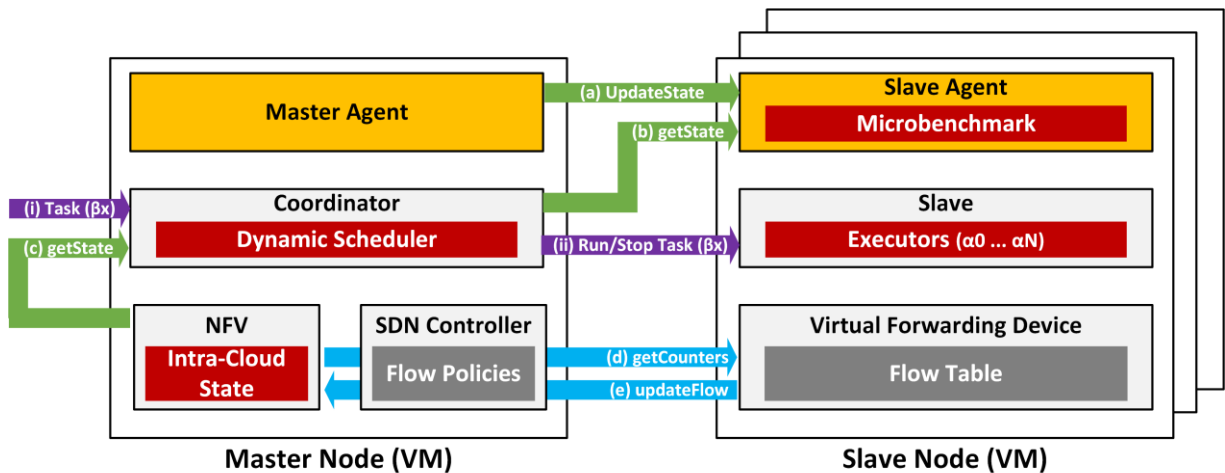 Master Agent
(a) UpdateState
Slave Agent
Microbenchmark
(b) getState
(i) Task (βx)
Coordinator
Dynamic Scheduler
(c) getState
(ii) Run/Stop Task (βx)
Slave
Executors (α0 ... αN)
NFV
Intra-Cloud
State
SDN Controller
Flow Policies
(d) getCounters
(e) updateFlow
Virtual Forwarding Device
Flow Table
Master Node (VM)
Slave Node (VM)